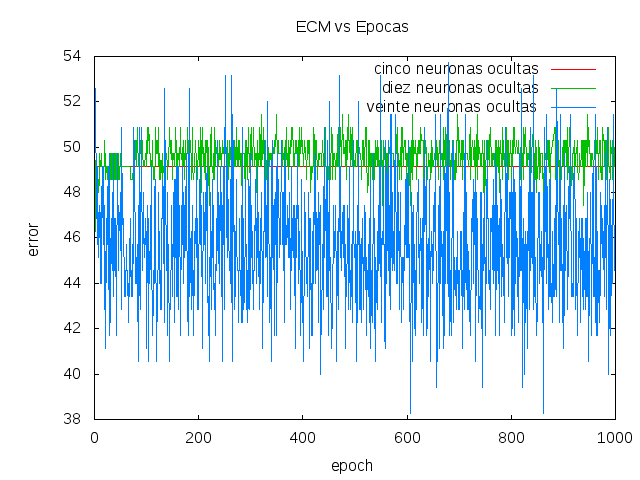 ECM vs Epocas
54
52
50
48
46
44
42
40
38
error
cinco neuronas ocultas
diez neuronas ocultas
veinte neuronas ocultas
0
200
400
600
800
1000
epoch